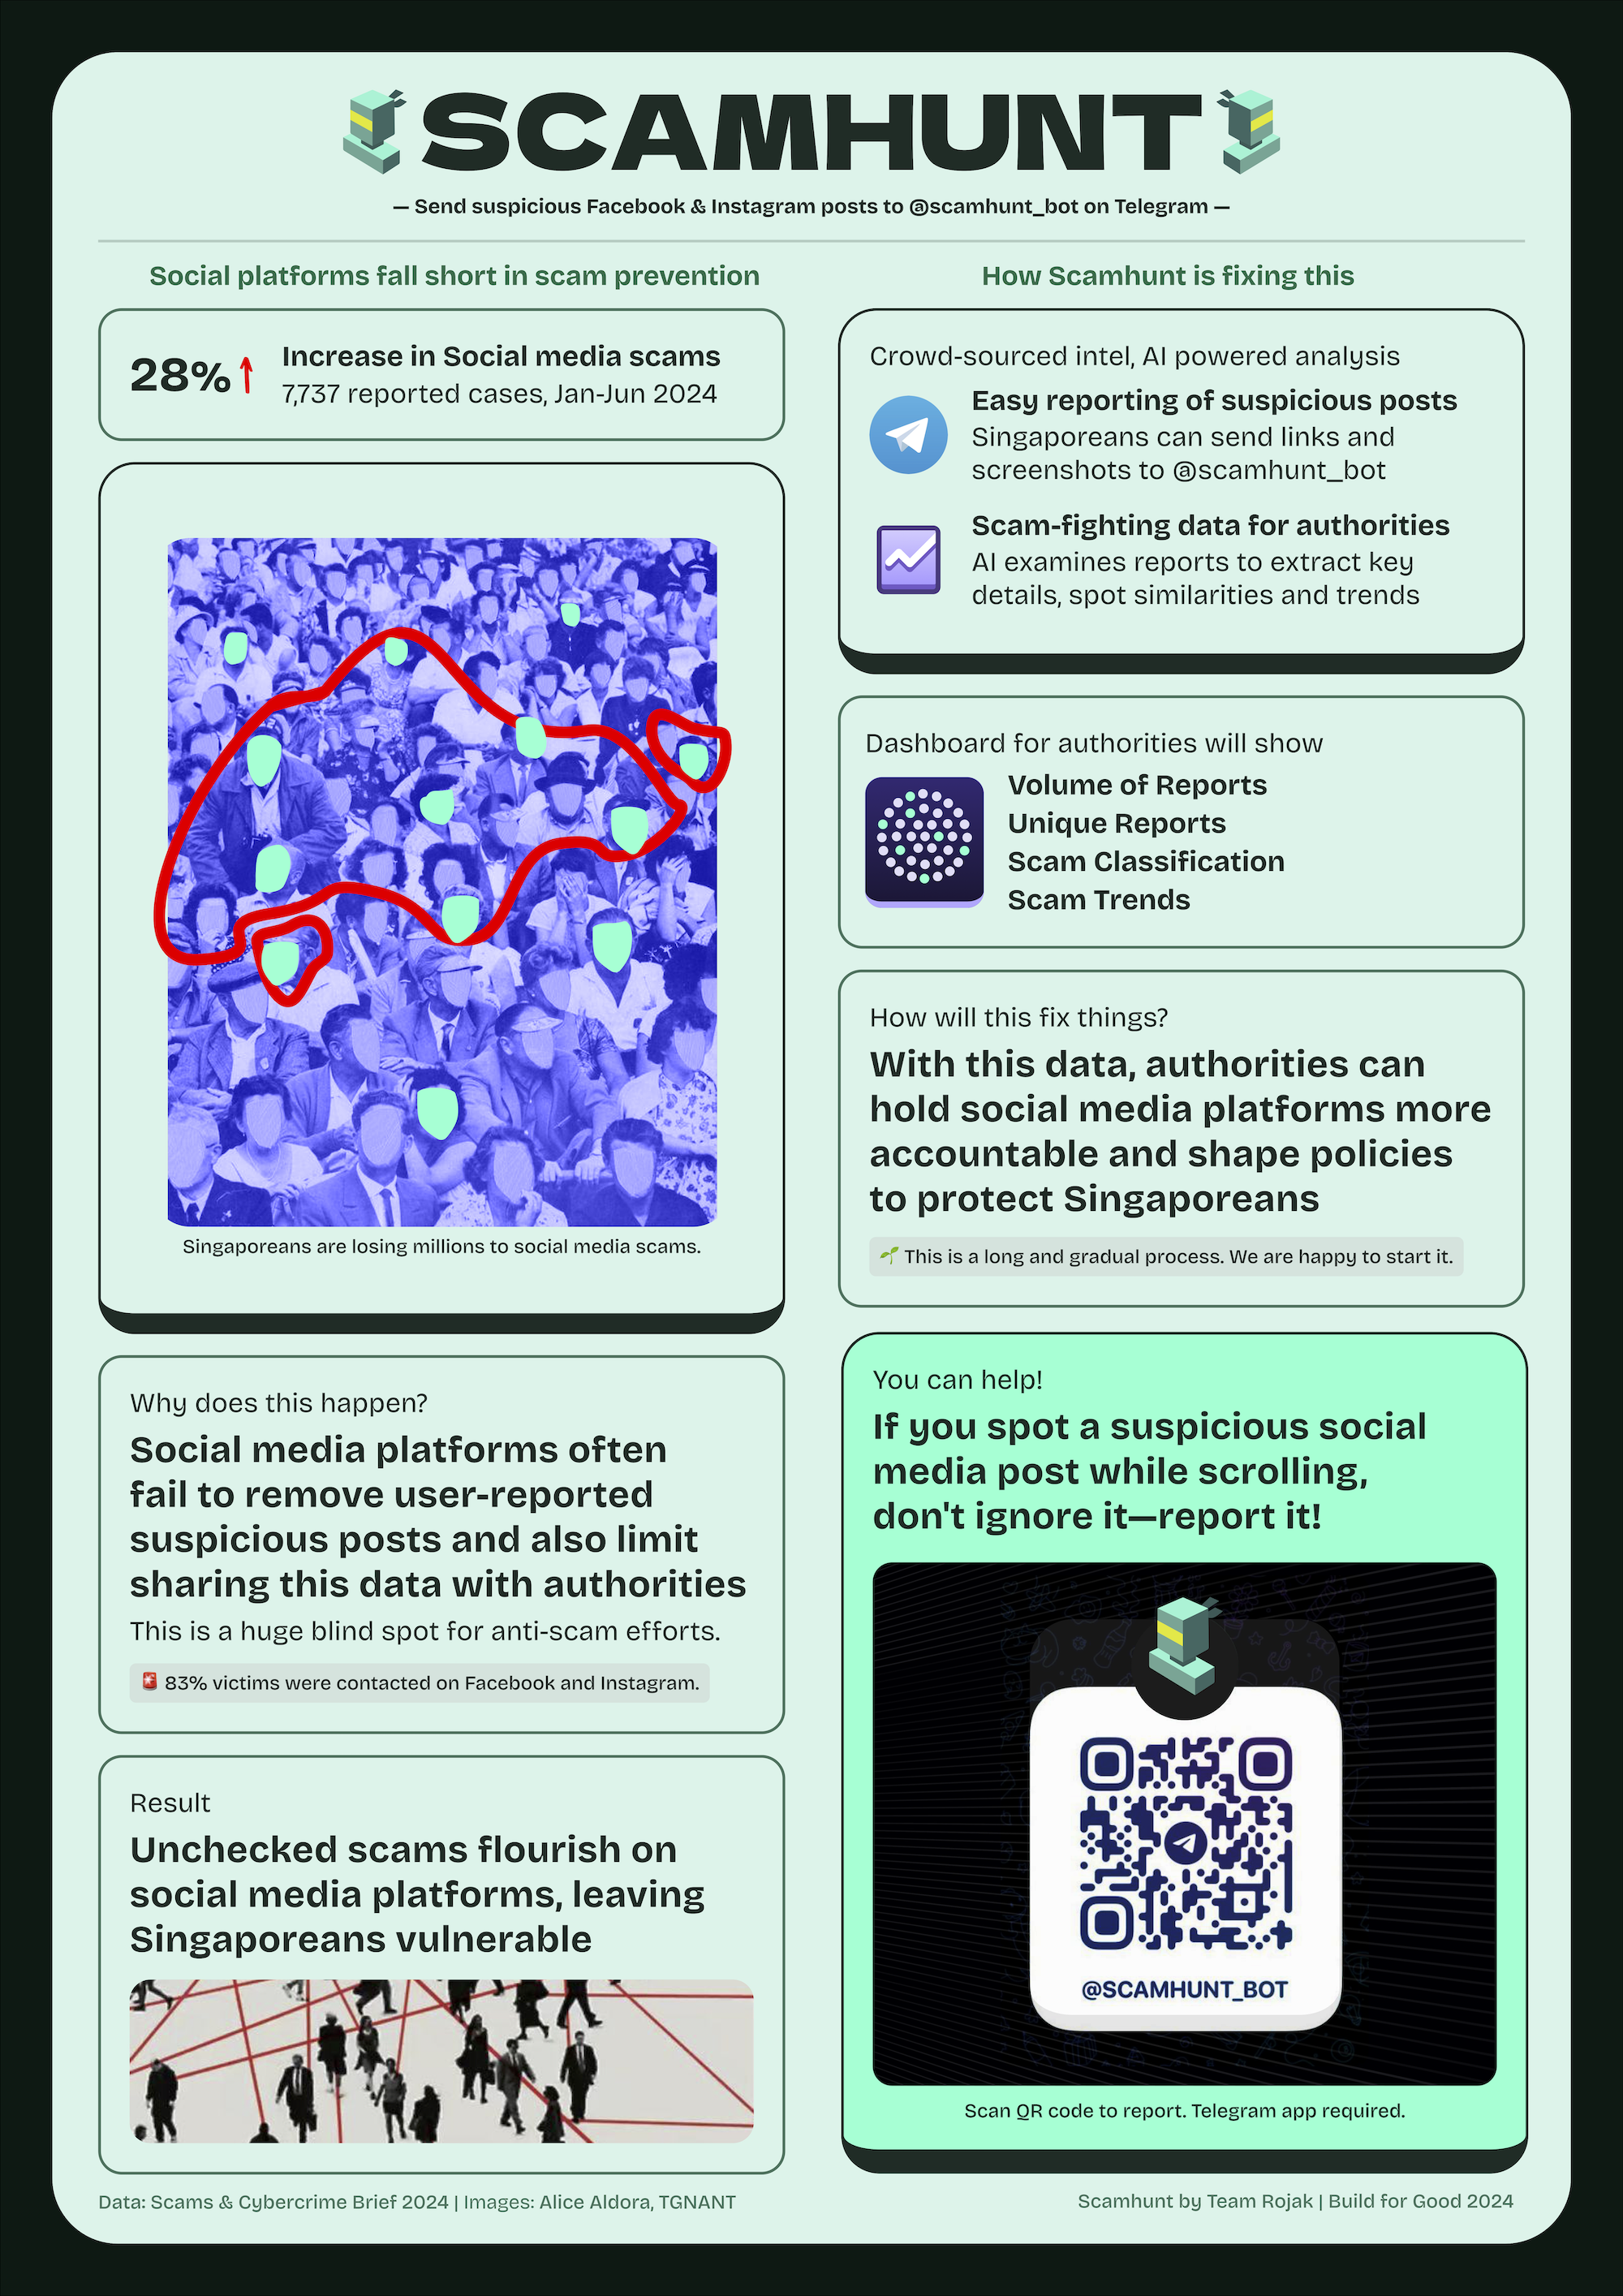 SCAMHUNT
— Send suspicious Facebook & Instagram posts to @scamhunt_bot on Telegram —
Social platforms fall short in scam prevention
28%
Increase in Social media scams
7,737 reported cases, Jan-Jun 2024
Singaporeans are losing millions to social media scams.
Why does this happen?
Social media platforms often
fail to remove user-reported
suspicious posts and also limit
sharing this data with authorities
This is a huge blind spot for anti-scam efforts.
83% victims were contacted on Facebook and Instagram.
Result
Unchecked scams flourish on
social media platforms, leaving
Singaporeans vulnerable
Data: Scams & Cybercrime Brief 2024 | Images: Alice Aldora, TGNANT
How Scamhunt is fixing this
Crowd-sourced intel, AI powered analysis
Easy reporting of suspicious posts
Singaporeans can send links and
screenshots to @scamhunt_bot
Scam-fighting data for authorities
AI examines reports to extract key
details, spot similarities and trends
Dashboard for authorities will show
Volume of Reports
Unique Reports
Scam Classification
Scam Trends
How will this fix things?
With this data, authorities can
hold social media platforms more
accountable and shape policies
to protect Singaporeans
This is a long and gradual process. We are happy to start it.
You can help!
If you spot a suspicious social
media post while scrolling,
don't ignore it—report it!
@SCAMHUNT_BOT
Scan QR code to report. Telegram app required.
Scamhunt by Team Rojak | Build for Good 2024